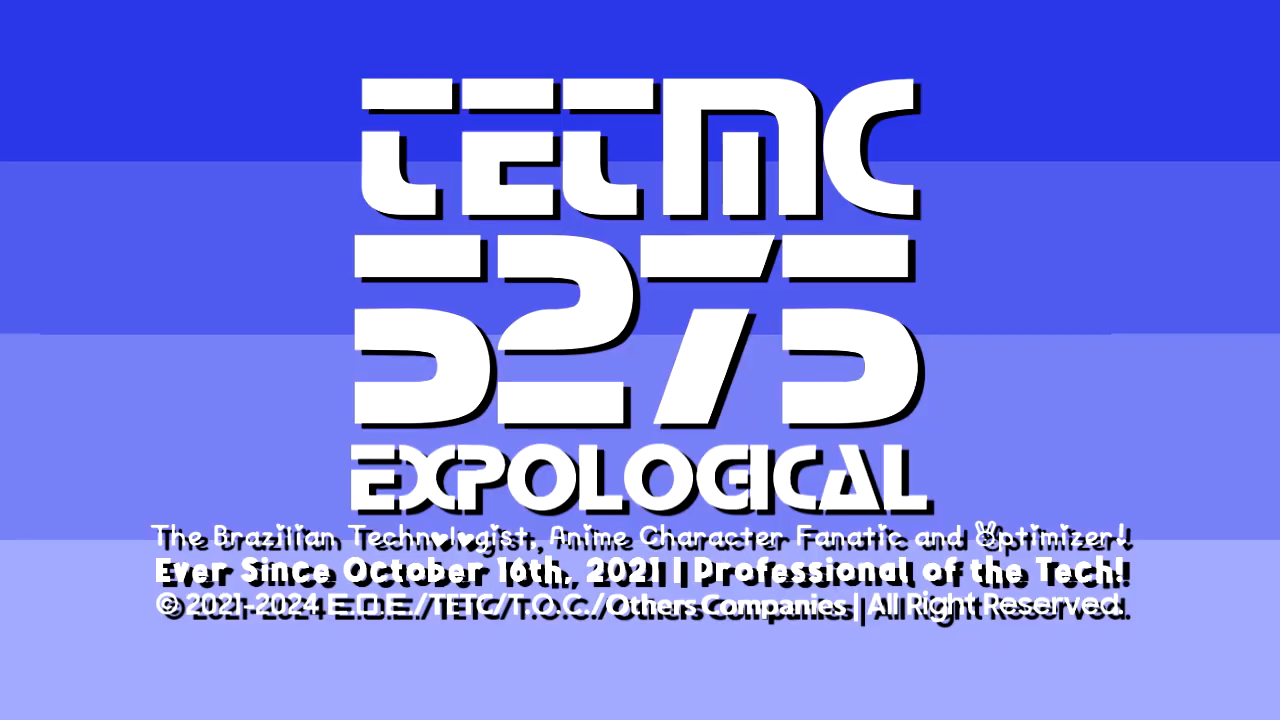 TETMC
5275
EXPOLOGICAL
The Brazilian Technologist, Anime Character Fanatic and Optimizer!
Ever Since October 16th, 2021 | Professional of the Tech!
© 2021-2024 E.O.E./TETC/T.O.C./Others Companies | All Right Reserved.